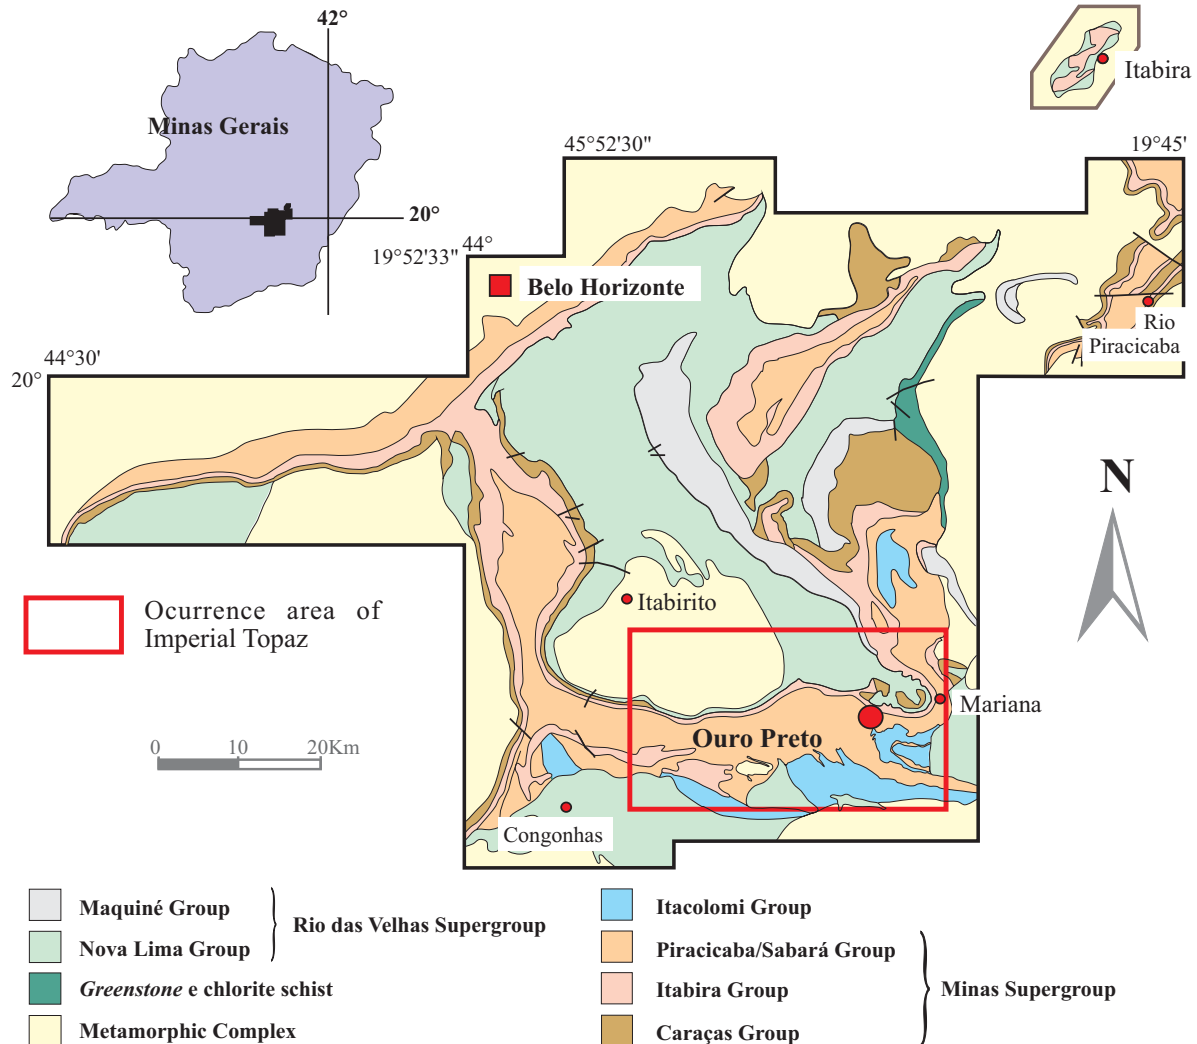 42°
Itabira
Minas Gerais
45°52'30"
19°45'
20°
19°52'33"
44°
Belo Horizonte
Rio
Piracicaba
44°30'
20°
N
Itabirito
Ocurrence area of
Imperial Topaz
Mariana
Ouro Preto
0 10 20Km
Congonhas
Maquiné Group
Nova Lima Group
Rio das Velhas Supergroup
Greenstone e chlorite schist
Metamorphic Complex
Itacolomi Group
Piracicaba/Sabará Group
Itabira Group
Minas Supergroup
Caraças Group